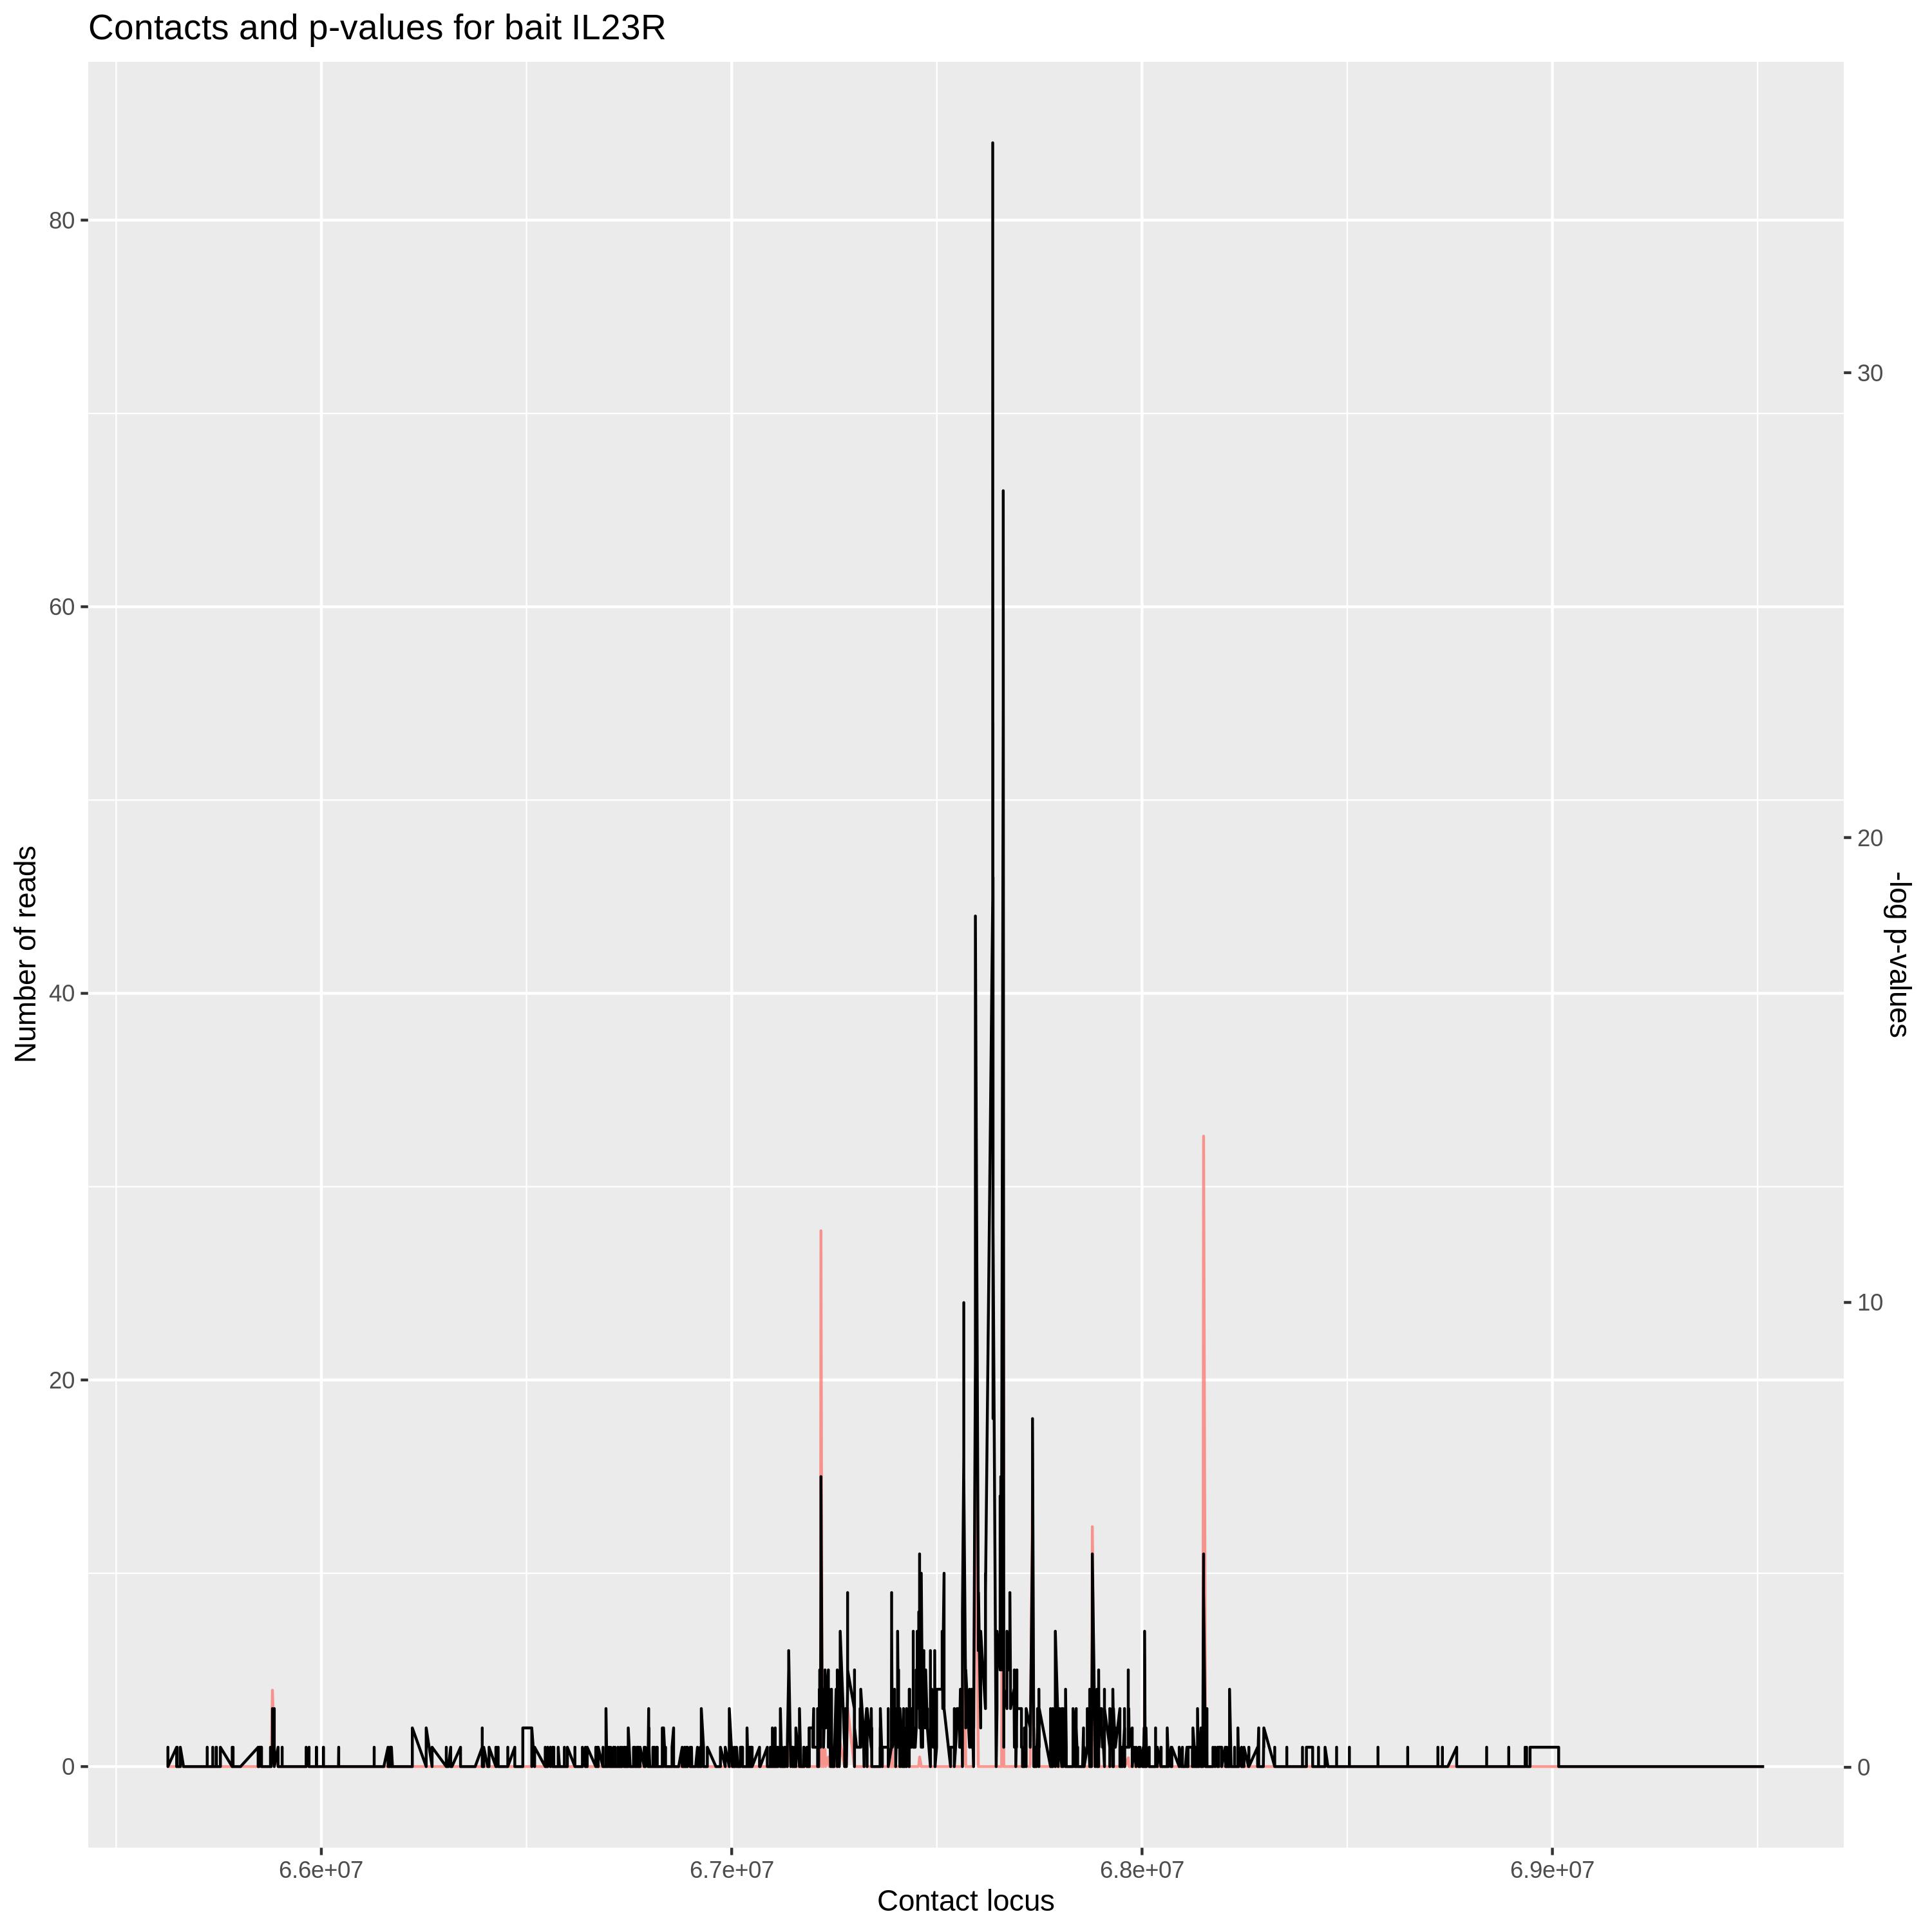 Contacts and p-values for bait IL23R
Number of reads
80
60
40
20
0
30
20
10
0
-log p-values
6.6e+07
6.7e+07
6.8e+07
6.9e+07
Contact locus